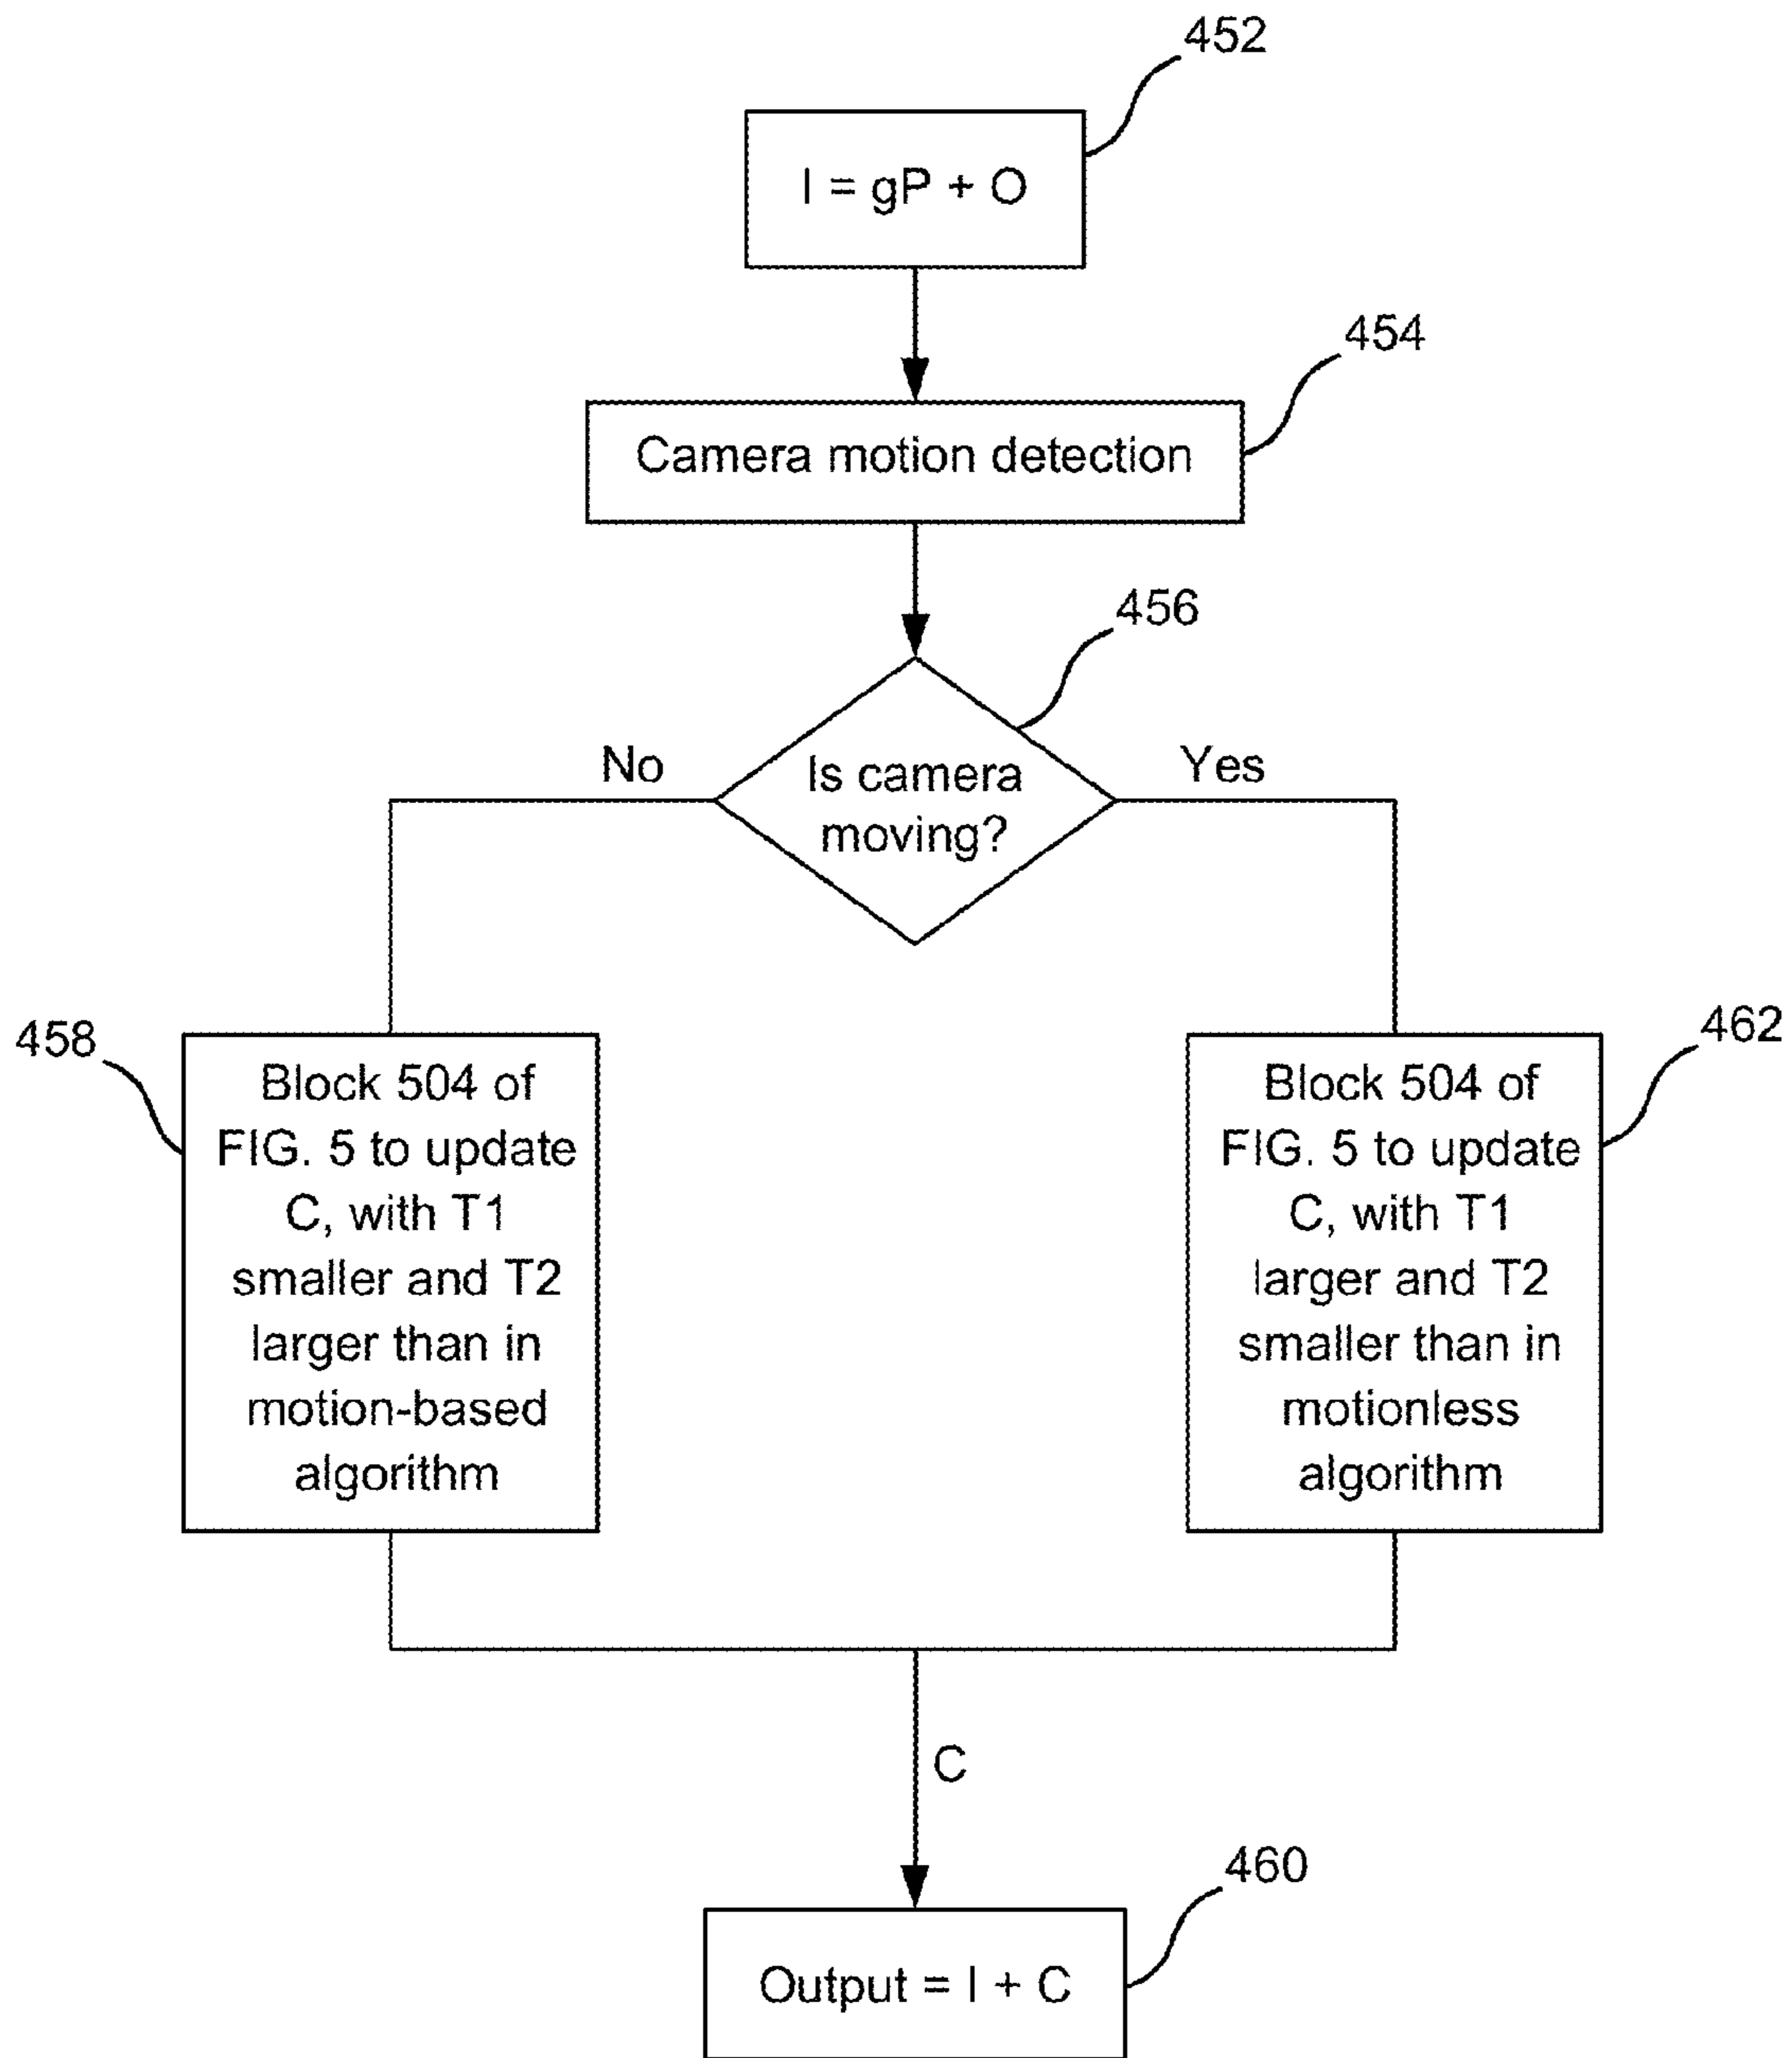 452
I = gP + O
454
Camera motion detection
456
No
Yes
Is camera
moving?
458
462
Block 504 of
FIG. 5 to update
C, with T1
smaller and T2
larger than in
motion-based
algorithm
Block 504 of
FIG. 5 to update
C, with T1
larger and T2
smaller than in
motionless
algorithm
C
460
Output = I + C